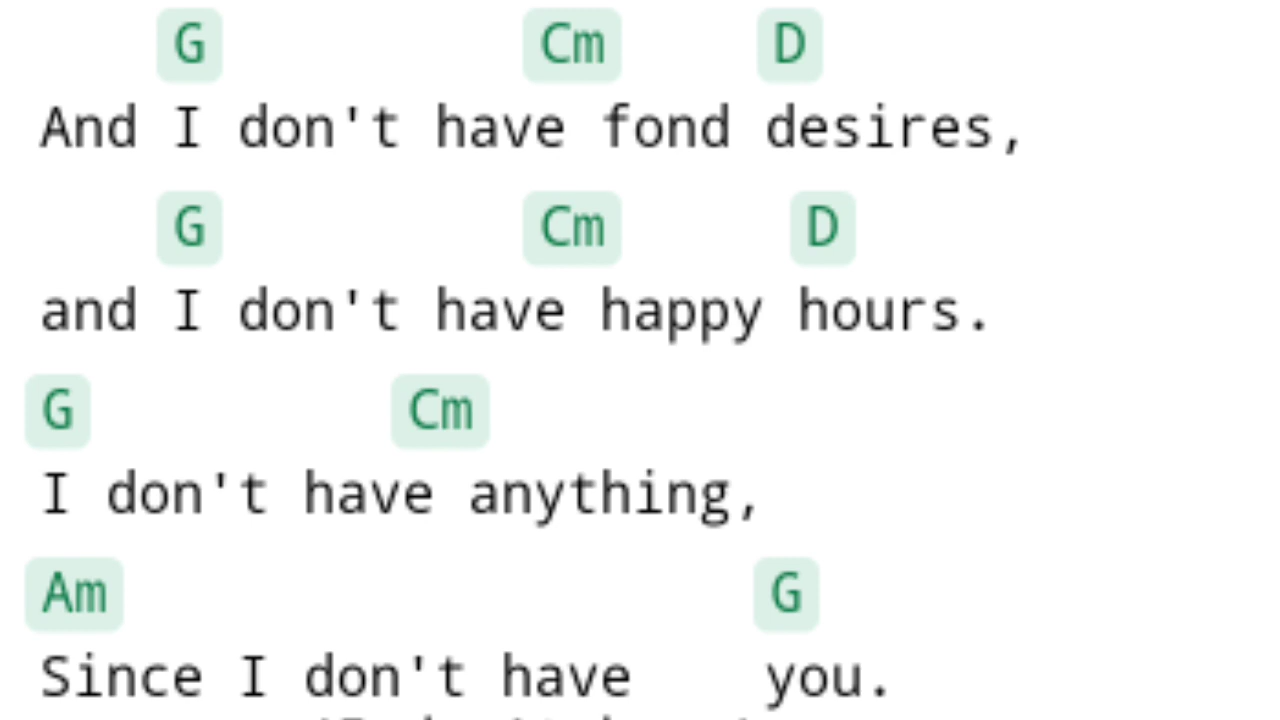 G Cm D
And I don't have fond desires,
G Cm D
and I don't have happy hours.
G Cm
I don't have anything,
Am G
Since I don't have you.